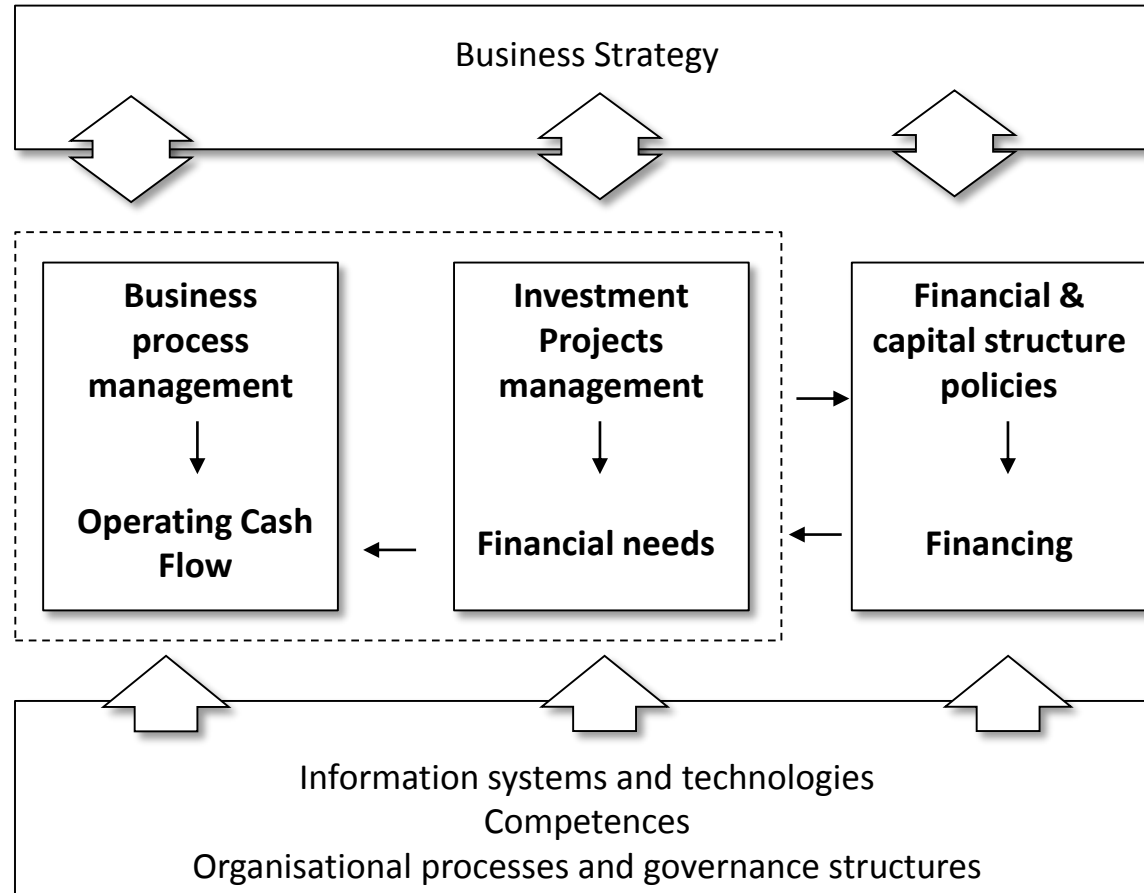 Business Strategy
Business
process
management
Operating Cash
Flow
Investment
Projects
management
Financial needs
Financial &
capital structure
policies
Financing
Information systems and technologies
Competences
Organisational processes and governance structures